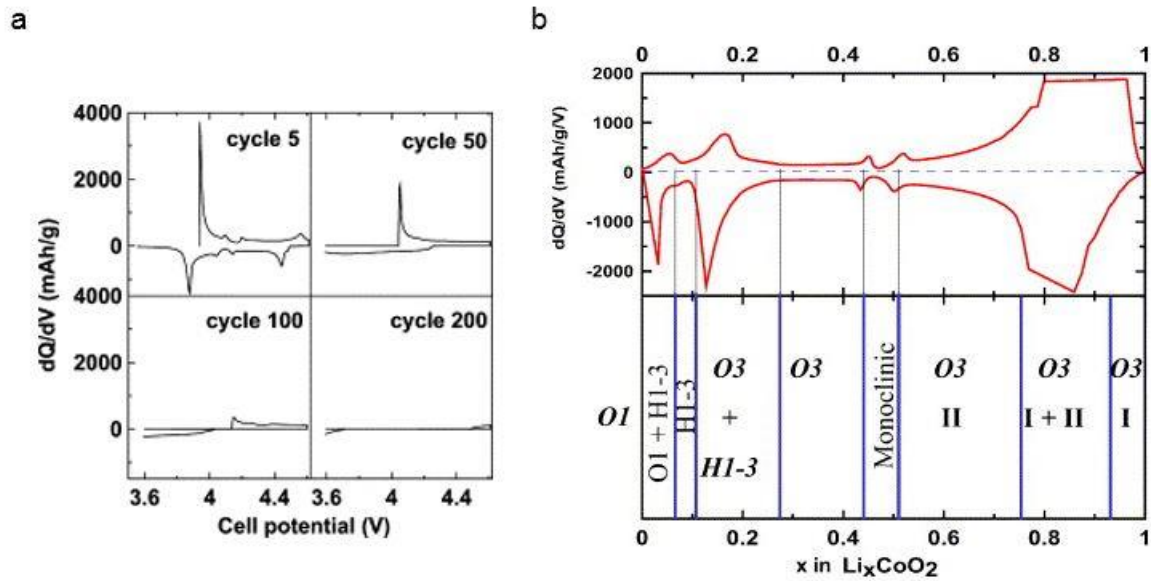 a
4000
2000
0
4000
2000
0
cycle 5
cycle 50
cycle 100
cycle 200
dQ/dV (mAh/g)
3.6
4
4.4
3.6
4
4.4
Cell potential (V)
b
0
0.2
0.4
0.6
0.8
1
2000
1000
0
-1000
-2000
dQ/dV (mAh/g/V)
O1
O1 + H1-3
H1-3
O3
+
H1-3
O3
Monoclinic
O3
II
O3
I + II
O3
I
0
0.2
0.4
0.6
0.8
1
x in LixCoO2